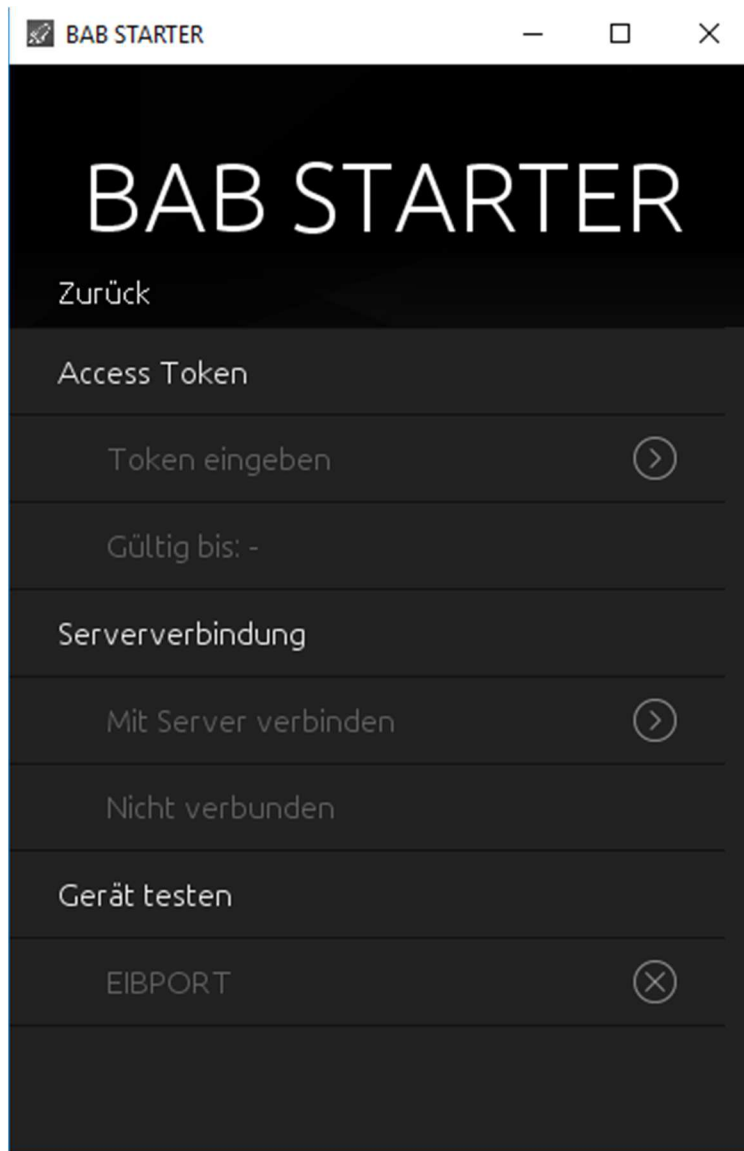 BAB STARTER
BAB STARTER
Zurück
Access Token
Token eingeben
Gültig bis: -
Serververbindung
Mit Server verbinden
Nicht verbunden
Gerät testen
EIBPORT